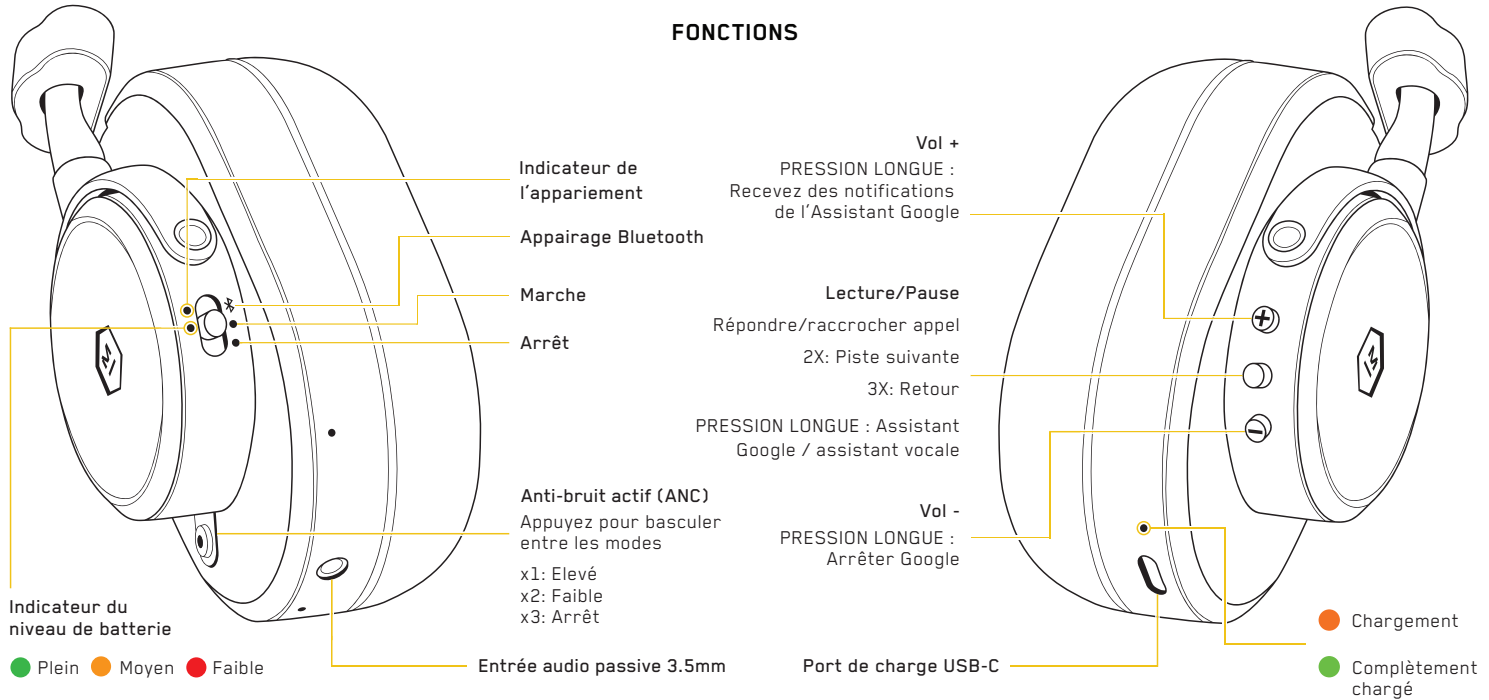 FONCTIONS
Indicateur de
l'appariement
Appairage Bluetooth
Marche
Arrêt
Anti-bruit actif (ANC)
Appuyez pour basculer
entre les modes
x1: Elevé
x2: Faible
x3: Arrêt
Indicateur du
niveau de batterie
Plein
Moyen
Faible
Entrée audio passive 3.5mm
Vol +
PRESSION LONGUE :
Recevez des notifications
de l'Assistant Google
Lecture/Pause
Répondre/raccrocher appel
2X: Piste suivante
3X: Retour
PRESSION LONGUE : Assistant
Google / assistant vocale
Vol -
PRESSION LONGUE :
Arrêter Google
Port de charge USB-C
Chargement
Complètement
chargé